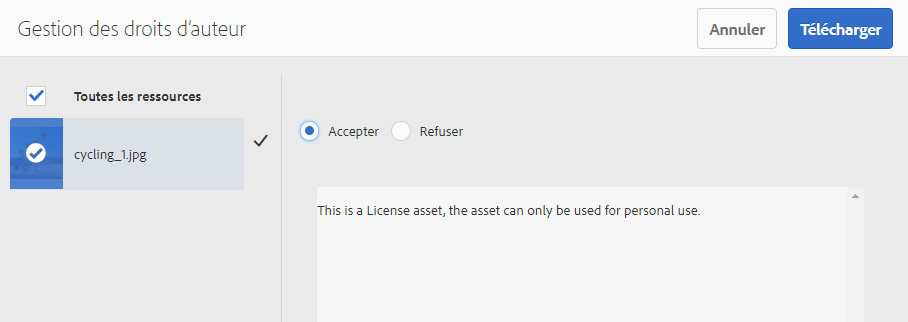 Gestion des droits d’auteur
Annuler
Télécharger
Toutes les ressources
cycling_1.jpg
Accepter
Refuser
This is a License asset, the asset can only be used for personal use.